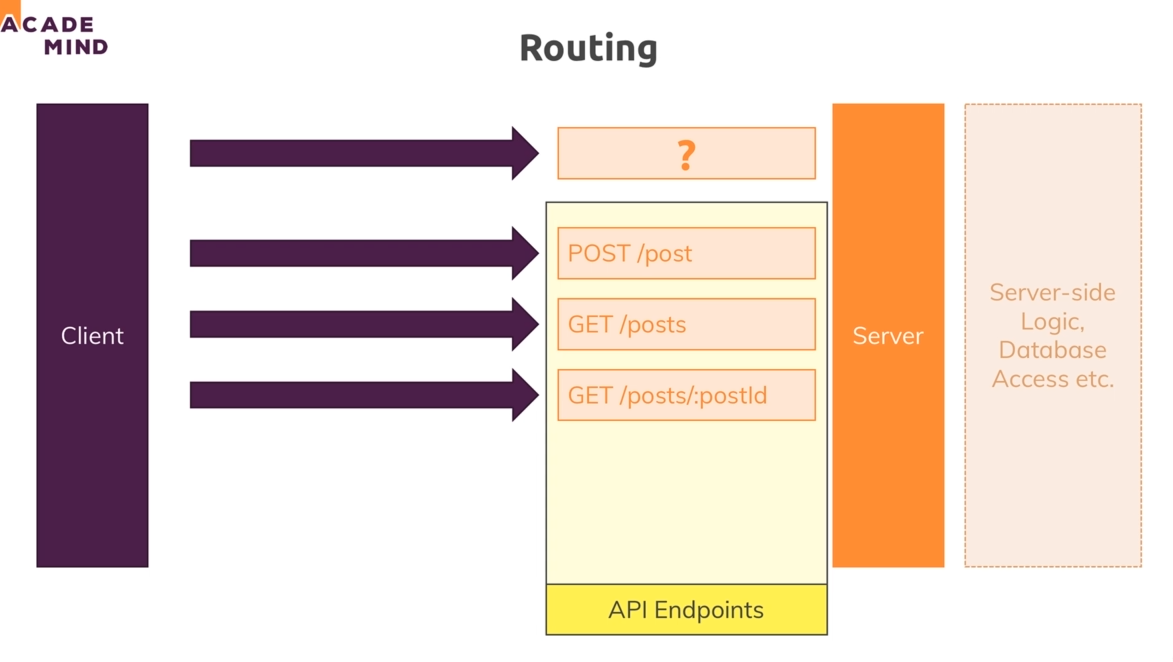 ACADE
MIND
Routing
?
POST /post
GET /posts
GET /posts/:postId
Client
Server
Server-side
Logic,
Database
Access etc.
API Endpoints